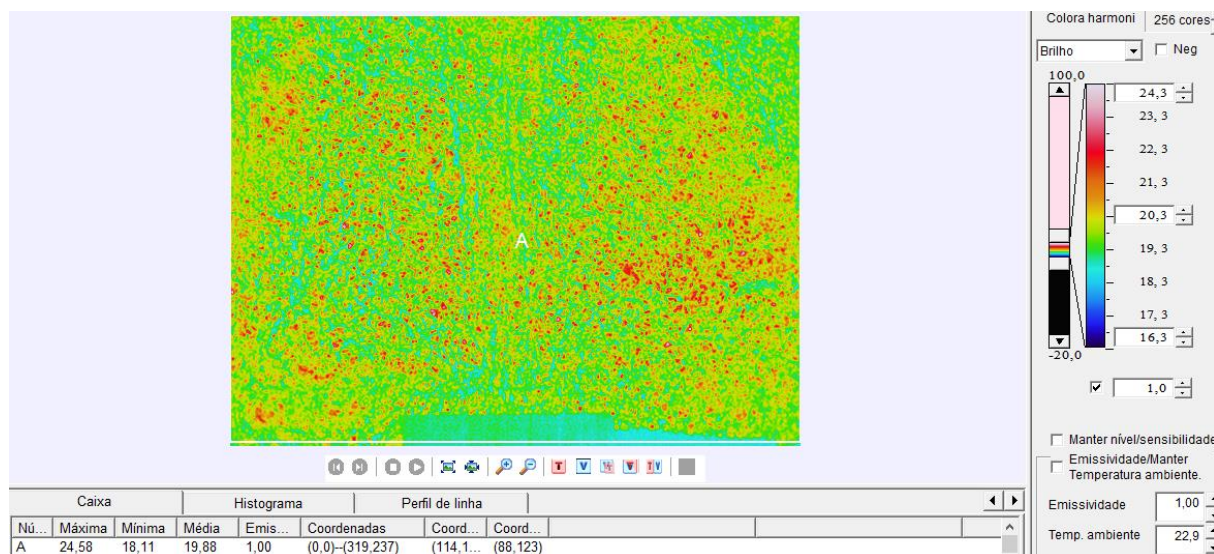 Colora harmoni 256 cores
Brilho Neg
100,0
24,3
23, 3
22, 3
21, 3
20,3
19, 3
18, 3
17, 3
16,3
-20,0
1,0
A
Manter nível/sensibilidade
Emissividade/Manter
Temperatura ambiente.
Emissividade 1,00
Temp. ambiente 22,9
Caixa Histograma Perfil de linha
Nú... Máxima Mínima Média Emis... Coordenadas Coord... Coord...
A 24,58 18,11 19,88 1,00 (0,0)--(319,237) (114,1... (88,123)